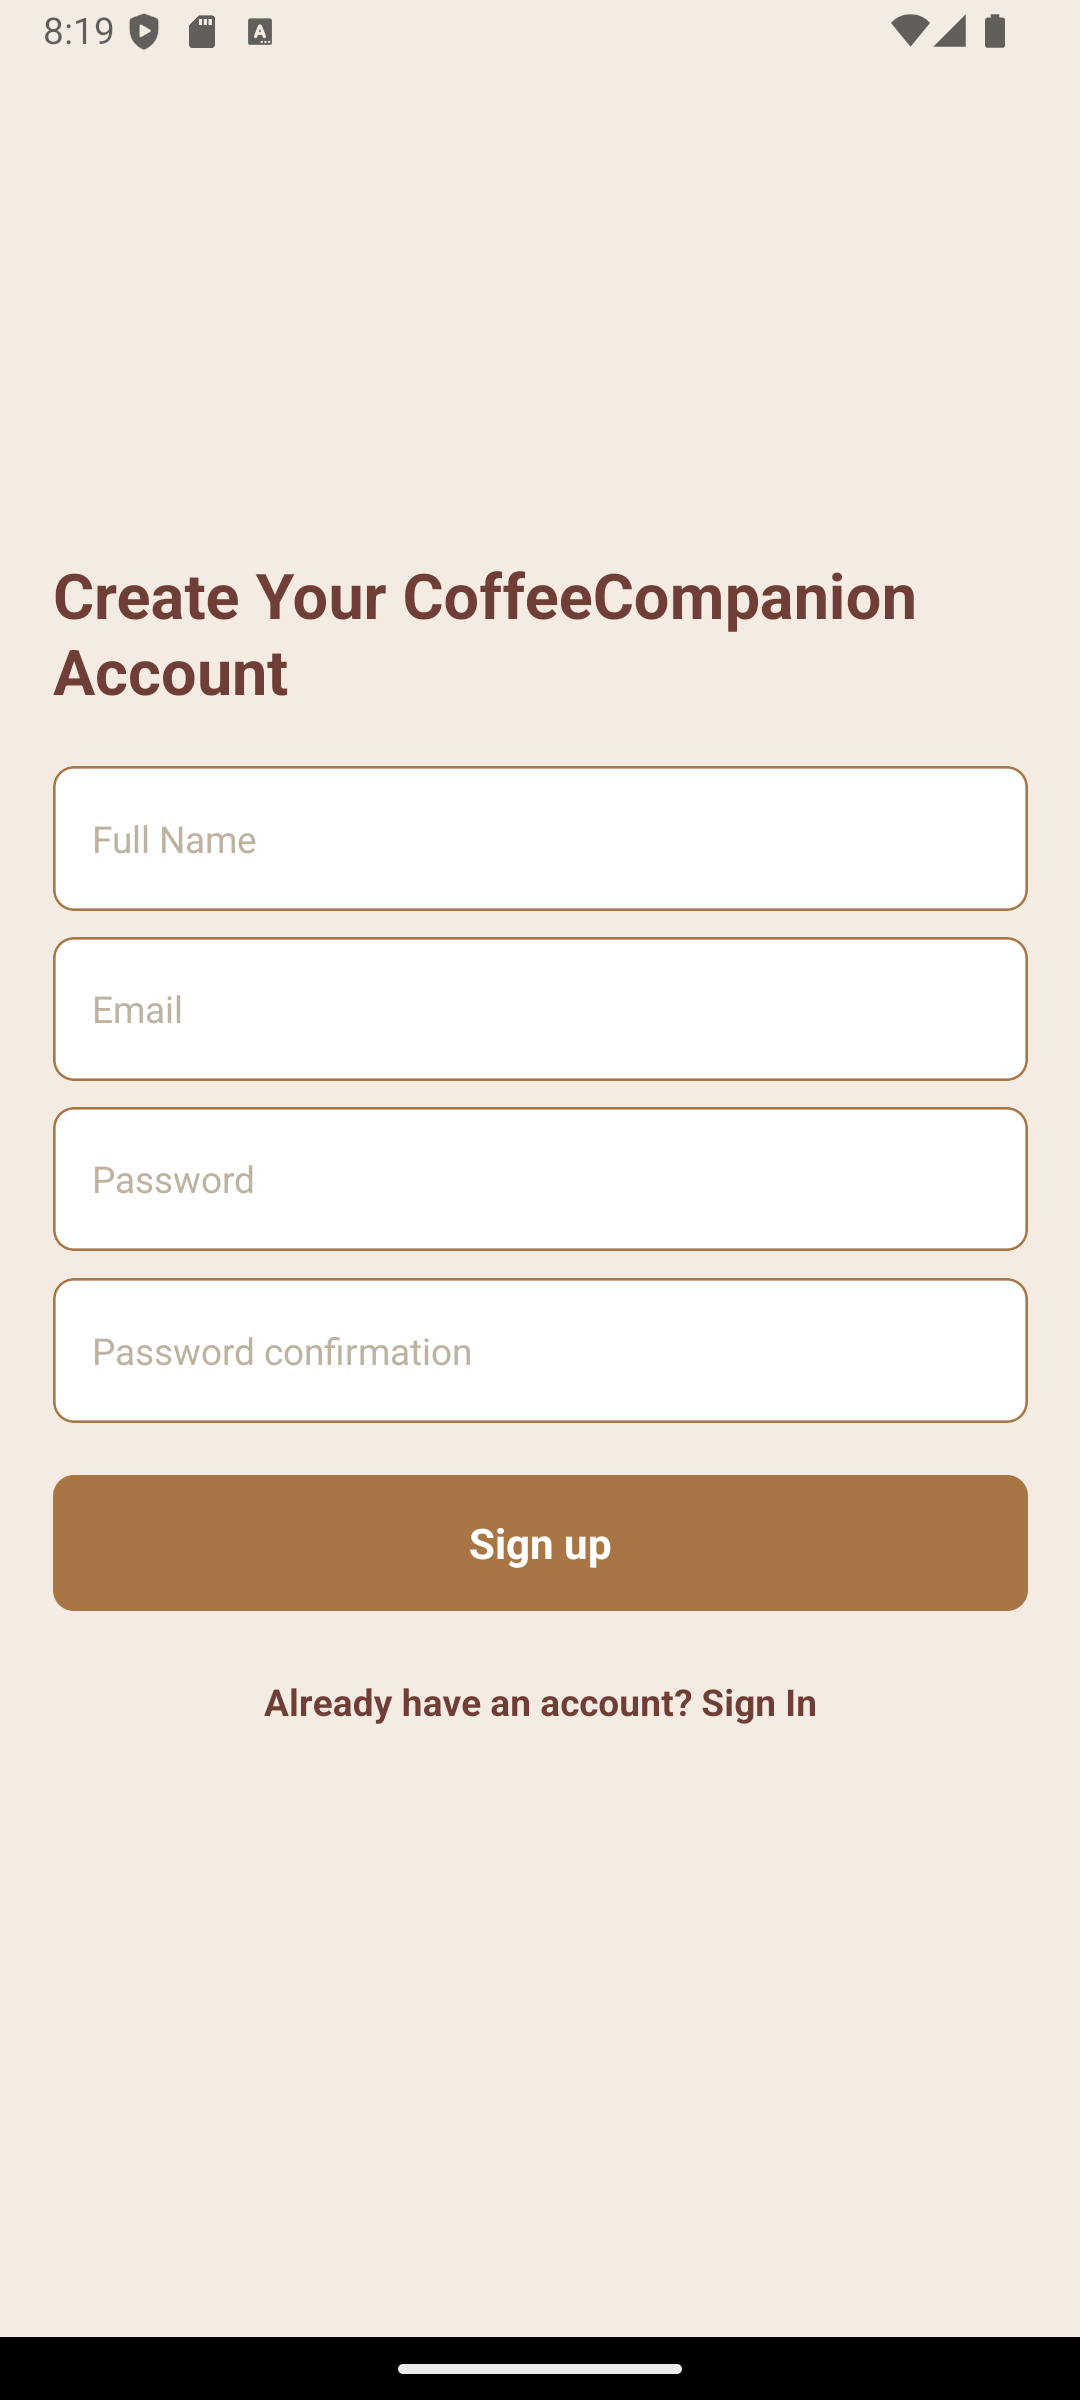 8:19
Create Your CoffeeCompanion
Account
Full Name
Email
Password
Password confirmation
Sign up
Already have an account? Sign In